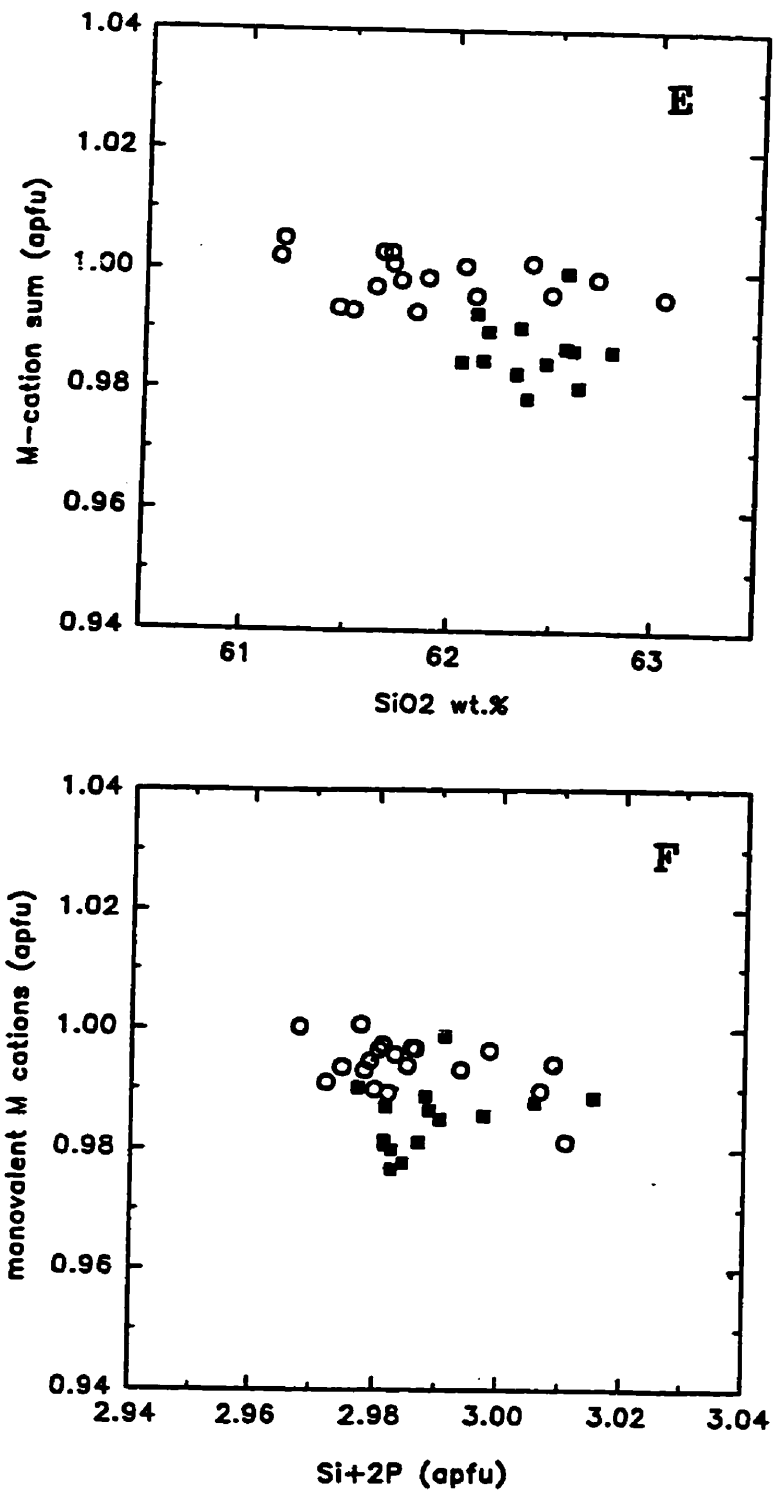 1.04
E
1.02
1.00
0.98
0.96
0.94
M-cation sum (apfu)
61 62 63
SiO2 wt.%
1.04
F
1.02
1.00
0.98
0.96
0.94
monovalent M cations (apfu)
2.94 2.96 2.98 3.00 3.02 3.04
Si+2P (apfu)